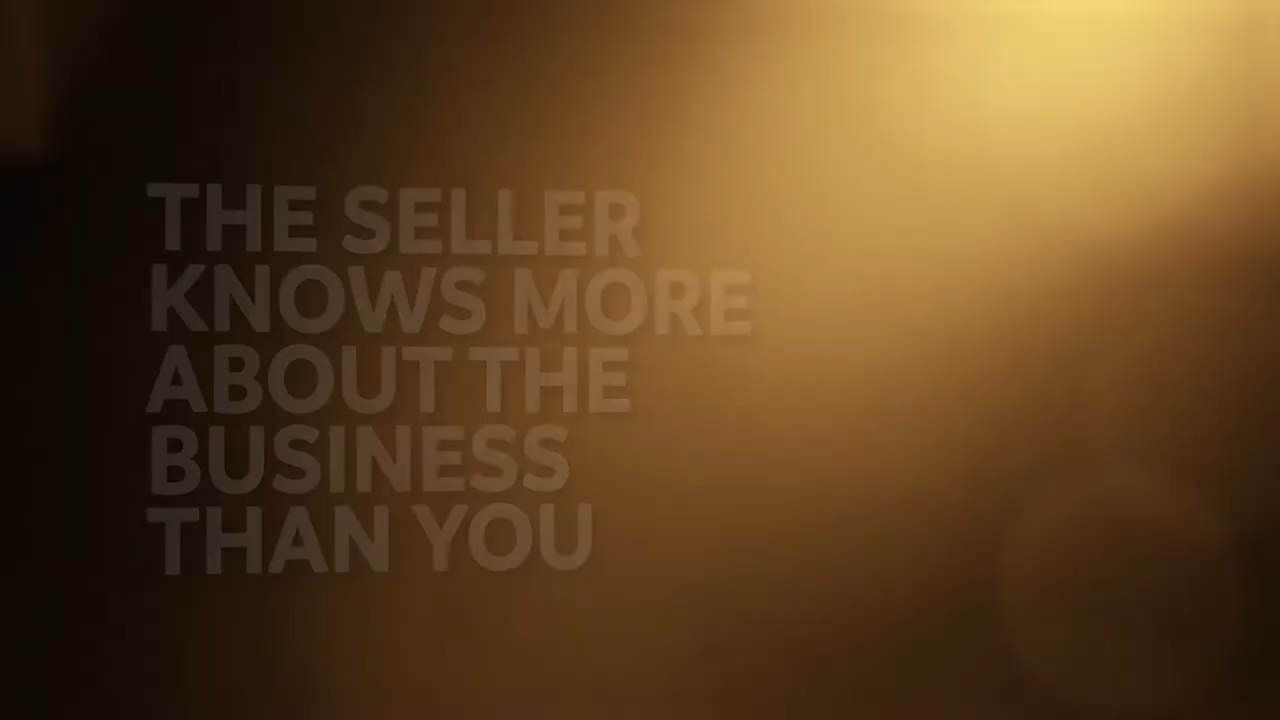 THE SELLER
KNOWS MORE
ABOUT THE
BUSINESS
THAN YOU